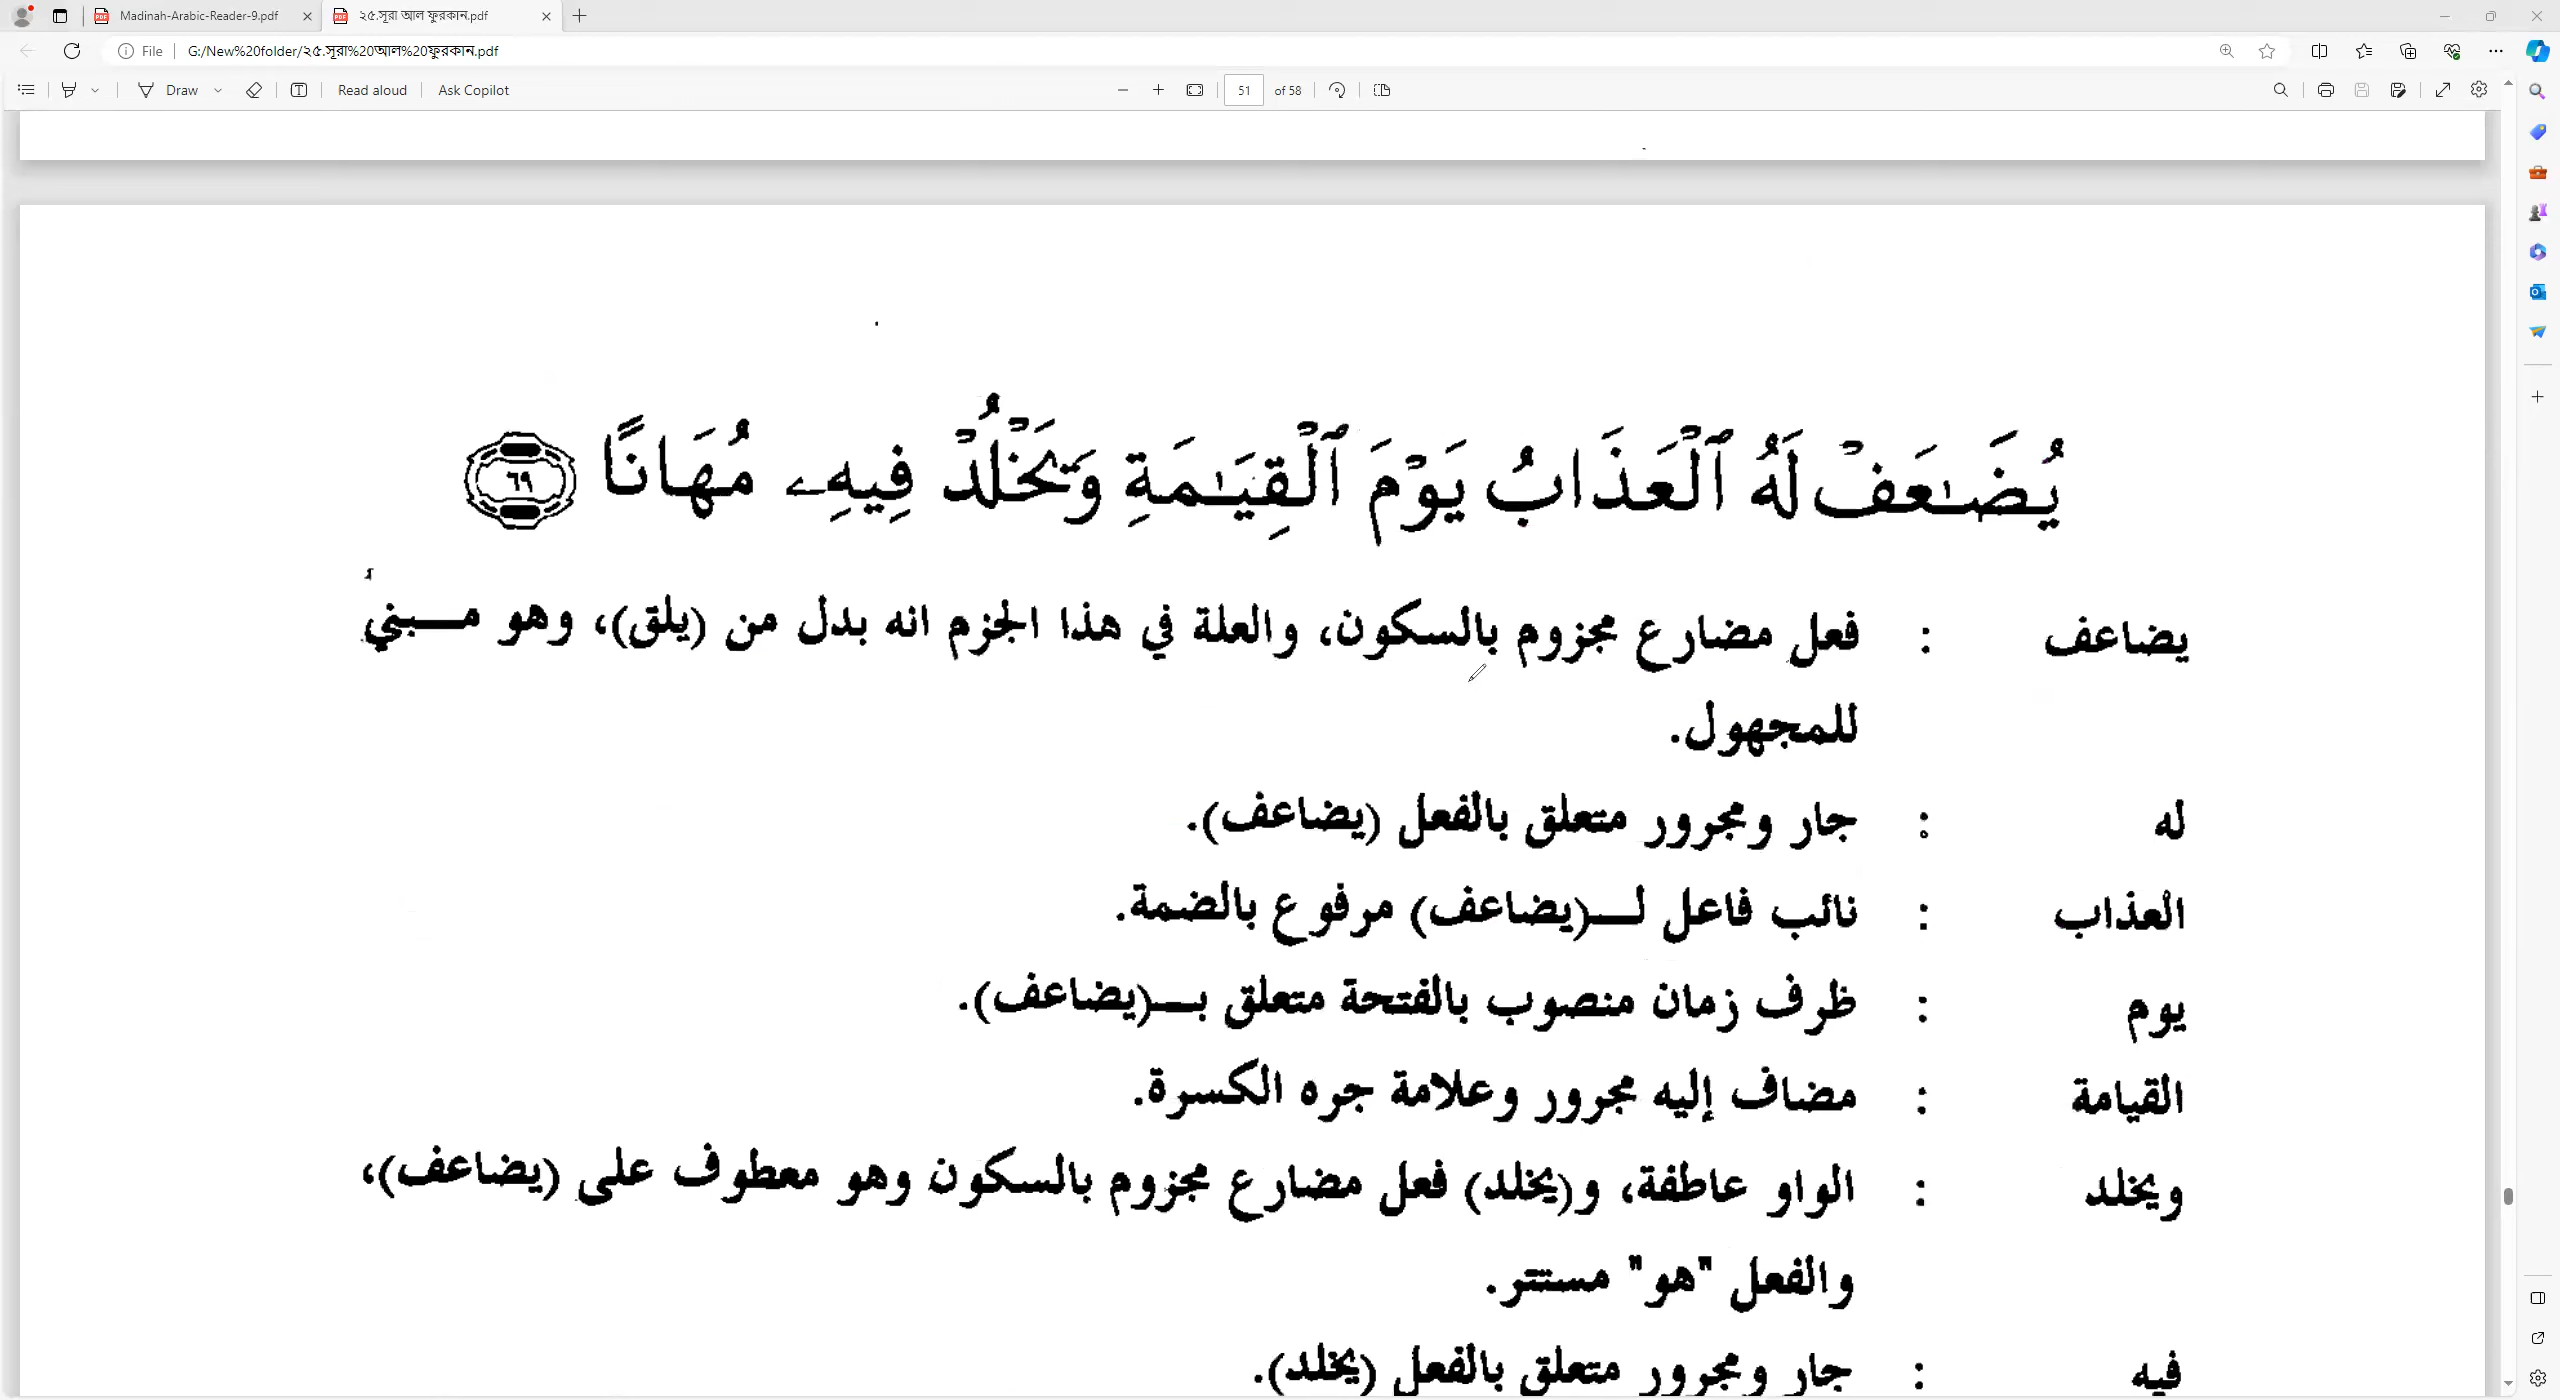 Madinah-Arabic-Reader-9.pdf
২৫.সূরা আল ফুরকান.pdf
File
G:/New%20folder/২৫.সূরা%20আল%20ফুরকান.pdf
Draw
Read aloud
Ask Copilot
51 of 58
يُضَٰعَفْ لَهُ ٱلْعَذَابُ يَوْمَ ٱلْقِيَٰمَةِ وَيَخْلُدْ فِيهِۦ مُهَانًا ٦٩
يضاعف : فعل مضارع مجزوم بالسكون، والعلة في هذا الجزم انه بدل من (يلق)، وهو مـــبني
للمجهول.
له : جار ومجرور متعلق بالفعل (يضاعف).
العذاب : نائب فاعل لـــ(يضاعف) مرفوع بالضمة.
يوم : ظرف زمان منصوب بالفتحة متعلق بـــ(يضاعف).
القيامة : مضاف إليه مجرور وعلامة جره الكسرة.
ويخلد : الواو عاطفة، و(يخلد) فعل مضارع مجزوم بالسكون وهو معطوف على (يضاعف)،
والفعل "هو" مستتر.
فيه : جار ومجرور متعلق بالفعل (يخلد).